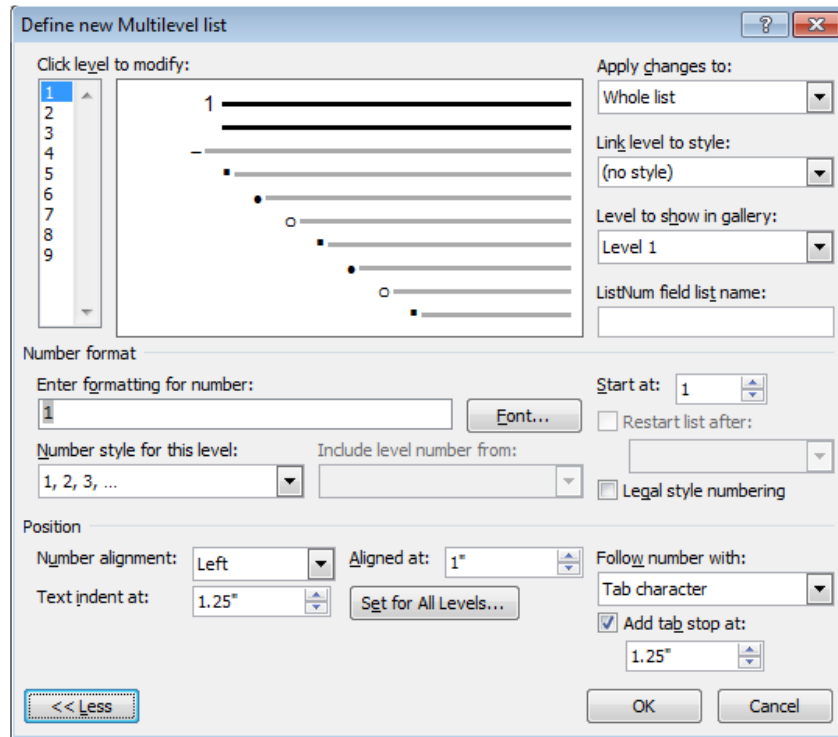 Define new Multilevel list
Click level to modify:
1
2
3
4
5
6
7
8
9
1
Apply changes to:
Whole list
Link level to style:
(no style)
Level to show in gallery:
Level 1
ListNum field list name:
Number format
Enter formatting for number:
1
Font...
Start at: 1
Restart list after:
Number style for this level:
1, 2, 3, ...
Include level number from:
Legal style numbering
Position
Number alignment: Left
Aligned at: 1"
Text indent at: 1.25"
Set for All Levels...
Follow number with:
Tab character
Add tab stop at:
1.25"
<< Less
OK
Cancel